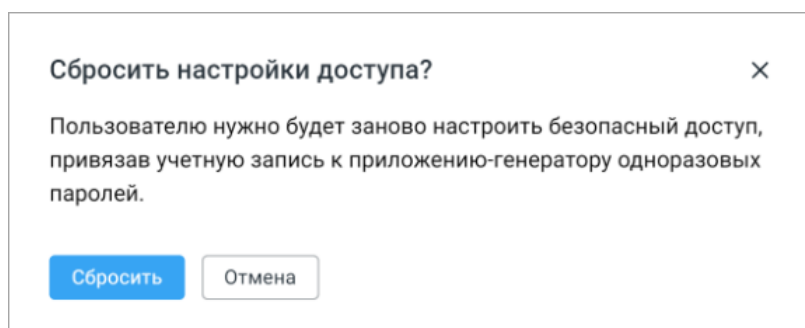 Сбросить настройки доступа?
Пользователю нужно будет заново настроить безопасный доступ,
привязав учетную запись к приложению-генератору одноразовых
паролей.
Сбросить
Отмена